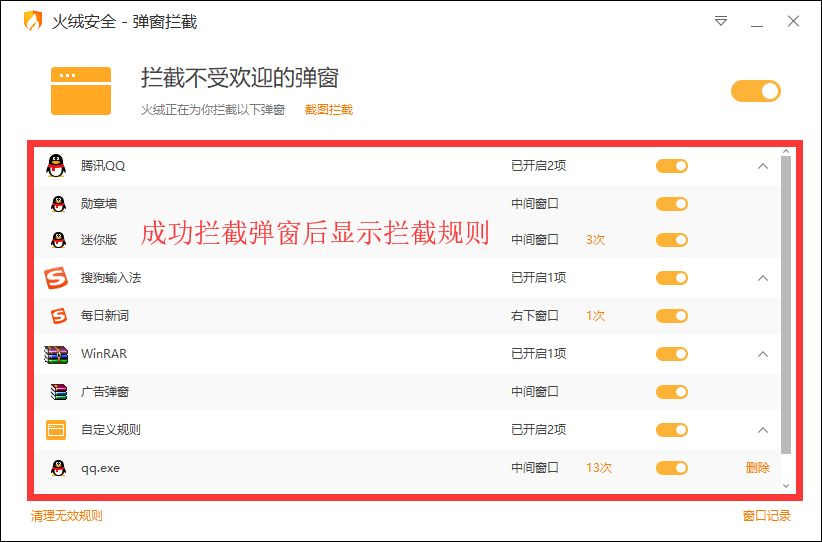 火绒安全 - 弹窗拦截
拦截不受欢迎的弹窗
火绒正在为你拦截以下弹窗 截图拦截
腾讯QQ 已开启2项
勋章墙 中间窗口
迷你版 中间窗口 3次
成功拦截弹窗后显示拦截规则
搜狗输入法 已开启1项
每日新词 右下窗口 1次
WinRAR 已开启1项
广告弹窗 中间窗口
自定义规则 已开启2项
qq.exe 中间窗口 13次 删除
清理无效规则 窗口记录